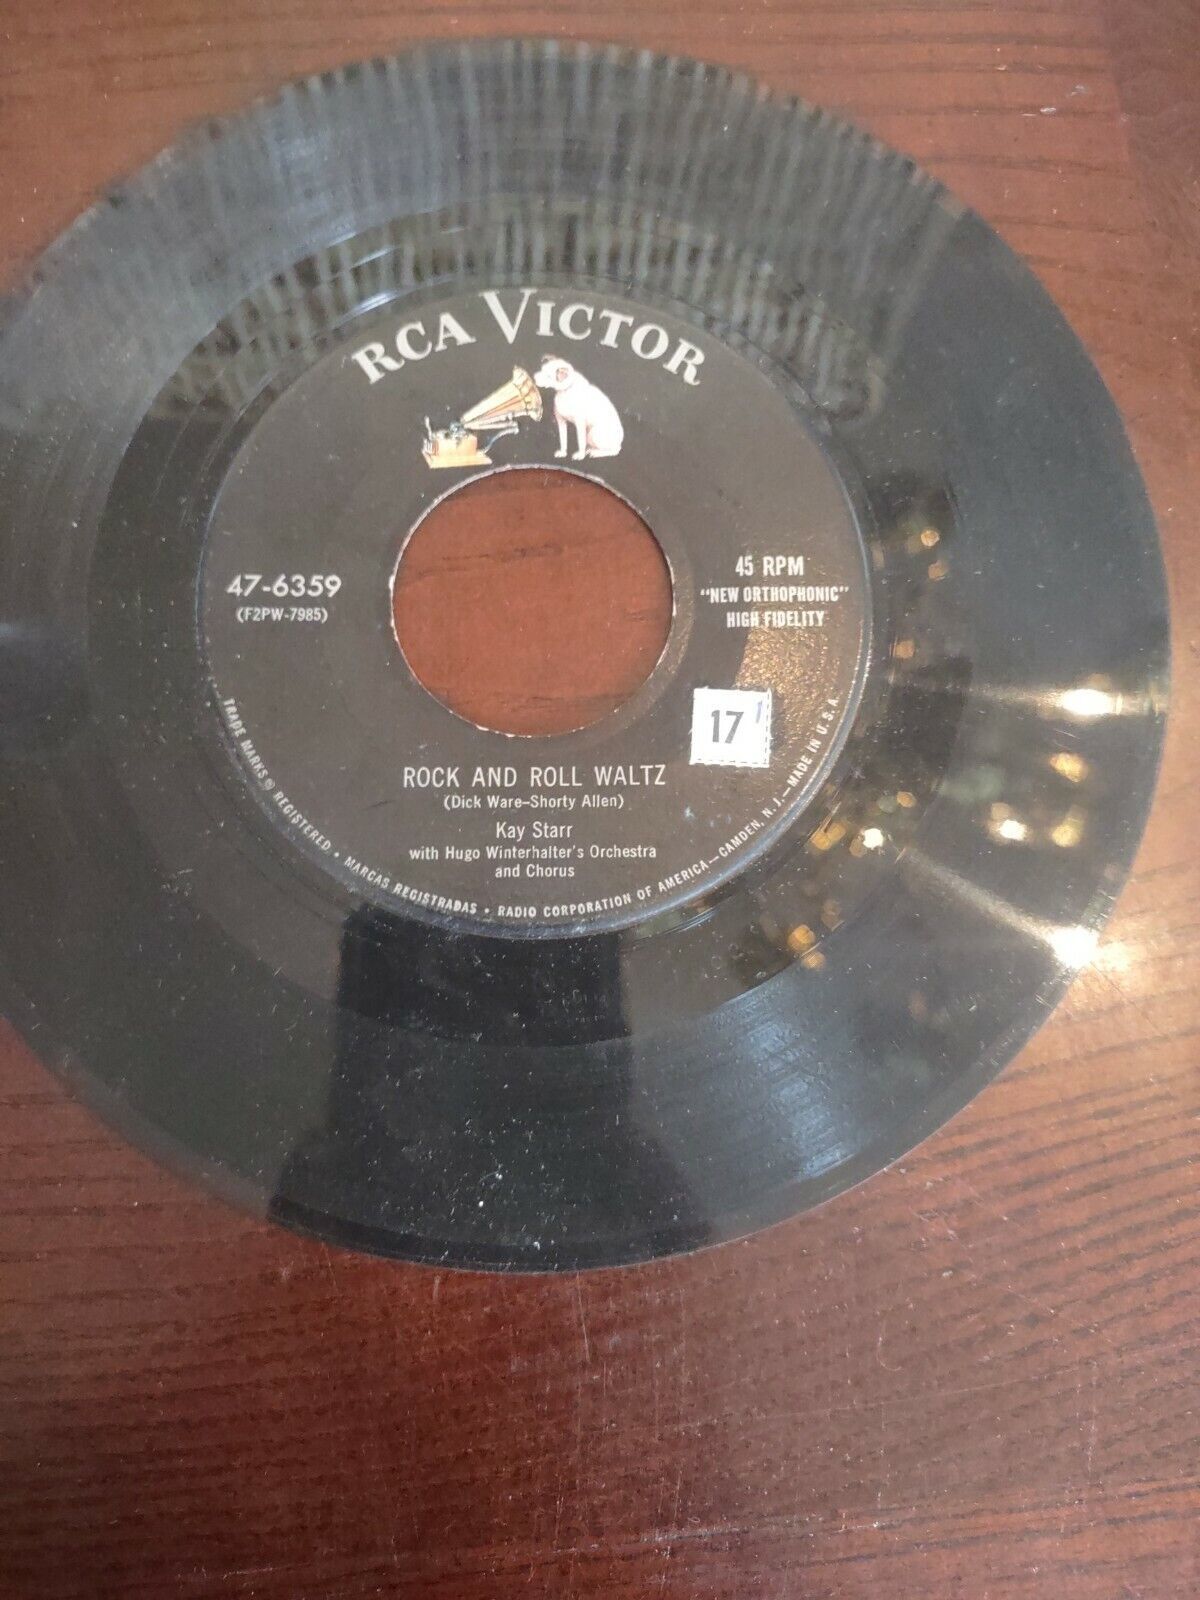 RCA VICTOR
47-6359
(F2PW-7985)
45 RPM
"NEW ORTHOPHONIC"
HIGH FIDELITY
17
ROCK AND ROLL WALTZ
(Dick Ware–Shorty Allen)
Kay Starr
with Hugo Winterhalter's Orchestra
and Chorus
TRADE MARKS ® REGISTERED • MARCAS REGISTRADAS • RADIO CORPORATION OF AMERICA—CAMDEN, N. J.—MADE IN U.S.A.